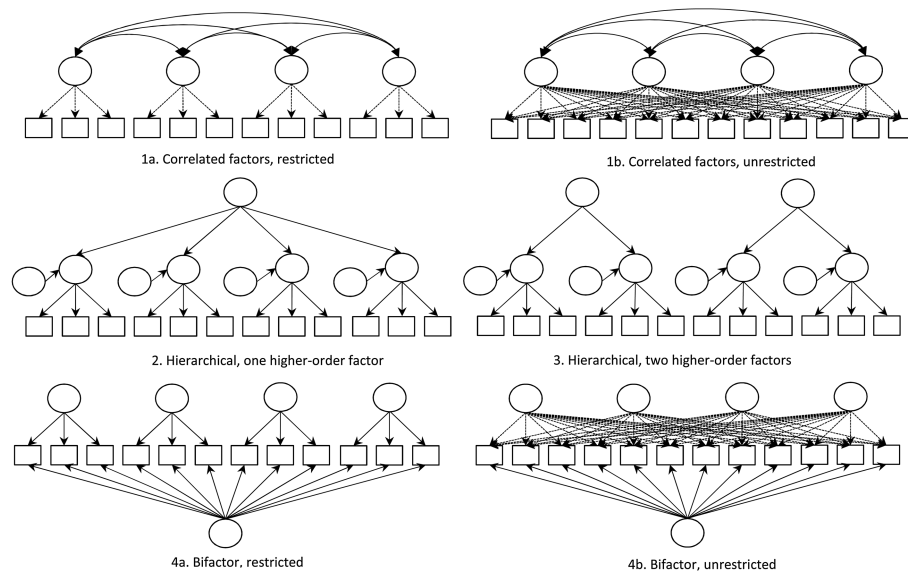 1a. Correlated factors, restricted
1b. Correlated factors, unrestricted
2. Hierarchical, one higher-order factor
3. Hierarchical, two higher-order factors
4a. Bifactor, restricted
4b. Bifactor, unrestricted